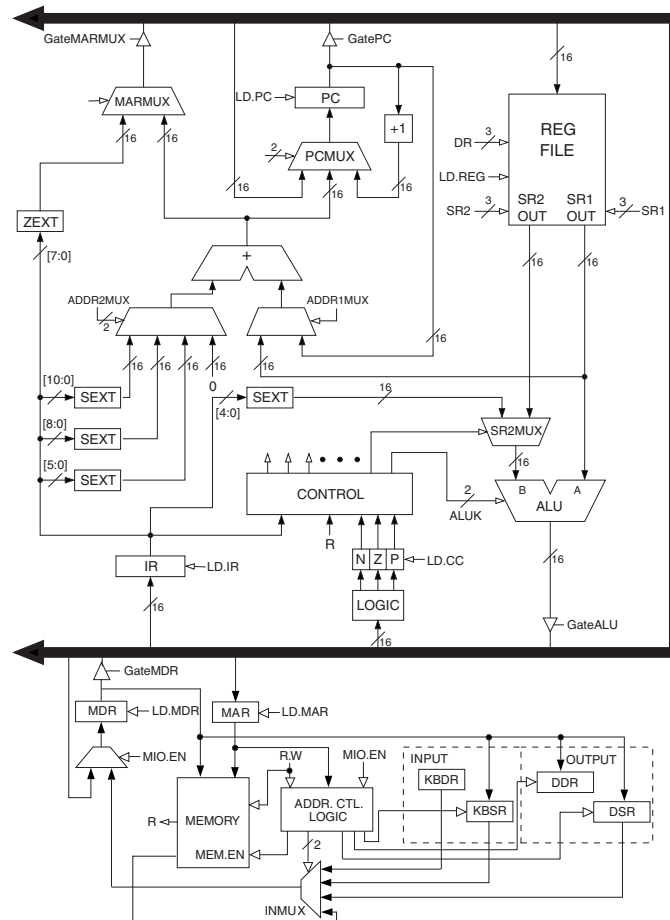 GateMARMUX
GatePC
16
MARMUX
LD.PC
PC
+1
REG
FILE
DR
3
LD.REG
SR2
3
SR2
OUT
SR1
OUT
3
SR1
16
16
2
PCMUX
16
16
16
ZEXT
[7:0]
16
16
+
ADDR2MUX
2
ADDR1MUX
16
16
16
16
16
16
16
0
[10:0]
SEXT
[8:0]
SEXT
[5:0]
SEXT
[4:0]
SEXT
16
SR2MUX
16
CONTROL
2
ALUK
B
A
ALU
R
IR
LD.IR
N
Z
P
LD.CC
16
LOGIC
16
16
GateALU
GateMDR
MDR
LD.MDR
MAR
LD.MAR
MIO.EN
R.W
MIO.EN
INPUT
KBDR
OUTPUT
DDR
MEMORY
R
MEM.EN
ADDR. CTL.
LOGIC
KBSR
DSR
2
INMUX